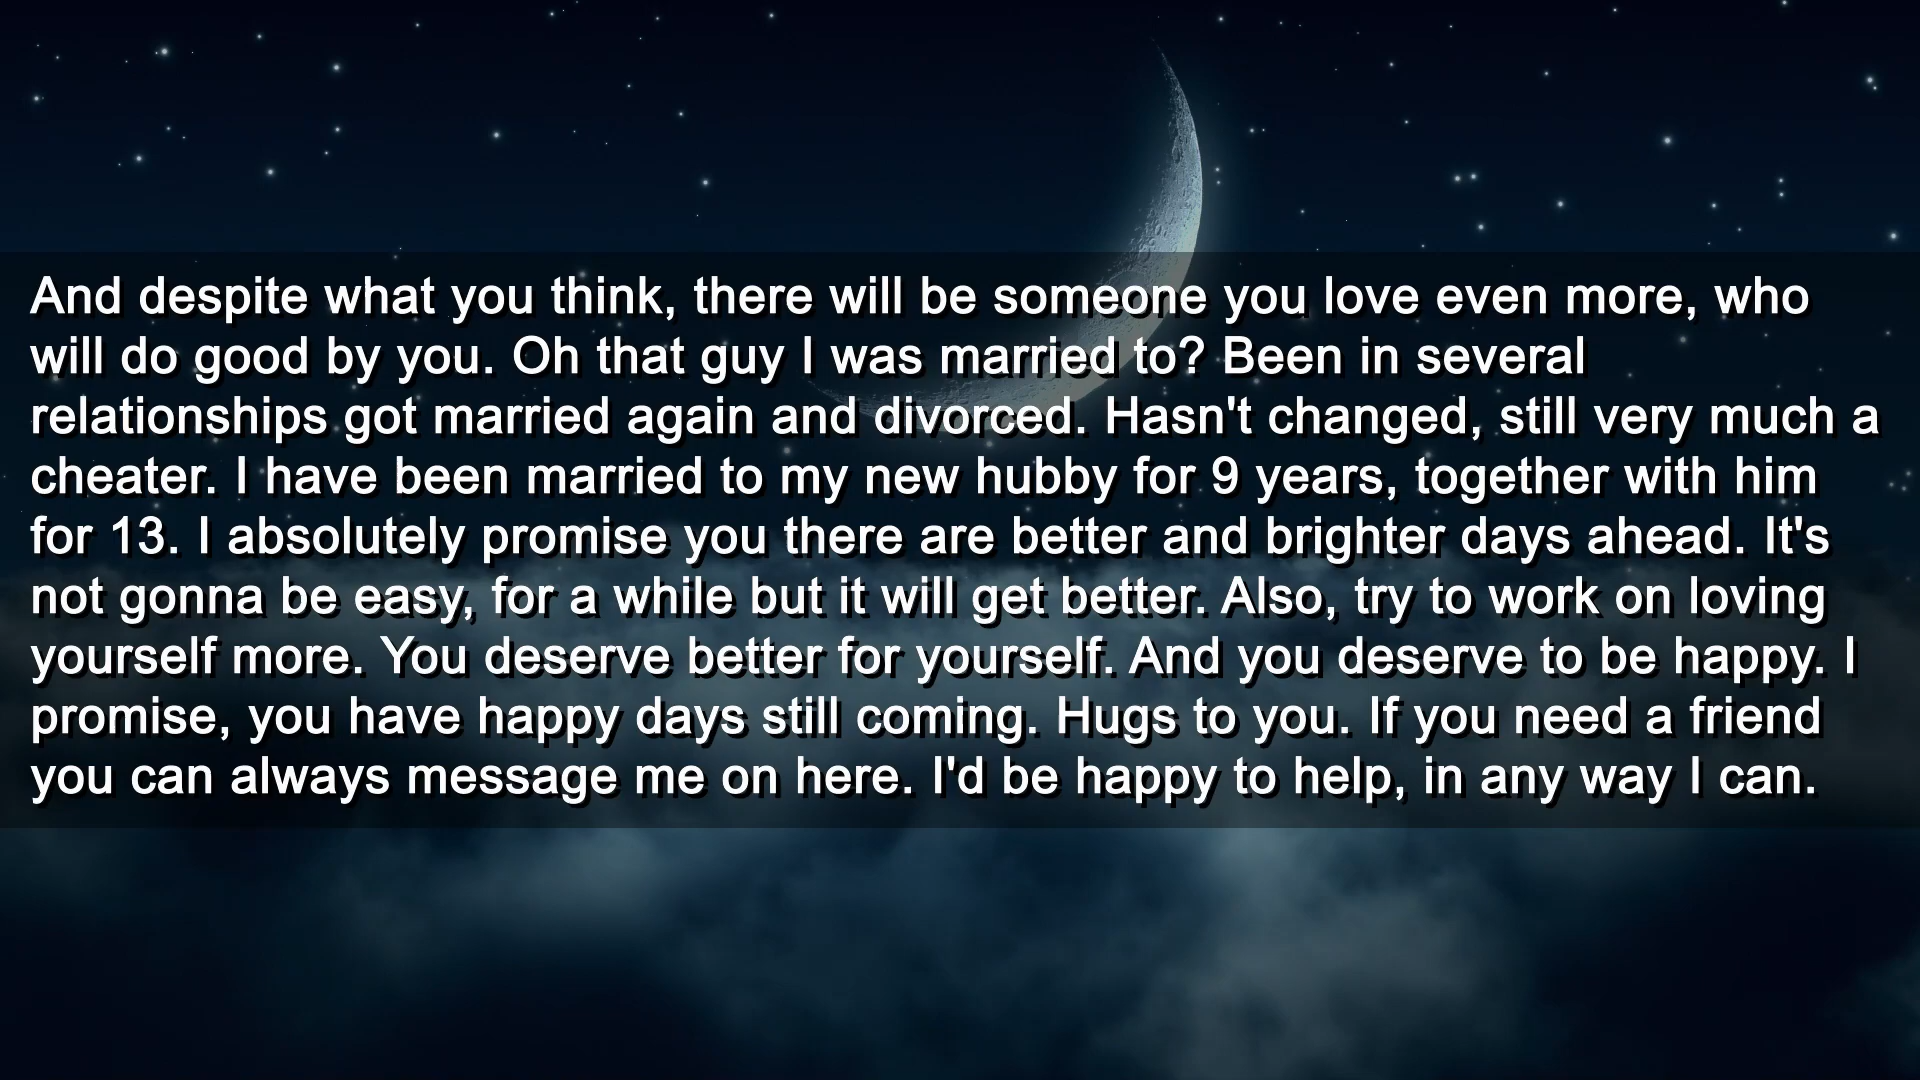 And despite what you think, there will be someone you love even more, who
will do good by you. Oh that guy I was married to? Been in several
relationships got married again and divorced. Hasn't changed, still very much a
cheater. I have been married to my new hubby for 9 years, together with him
for 13. I absolutely promise you there are better and brighter days ahead. It's
not gonna be easy, for a while but it will get better. Also, try to work on loving
yourself more. You deserve better for yourself. And you deserve to be happy. I
promise, you have happy days still coming. Hugs to you. If you need a friend
you can always message me on here. I'd be happy to help, in any way I can.